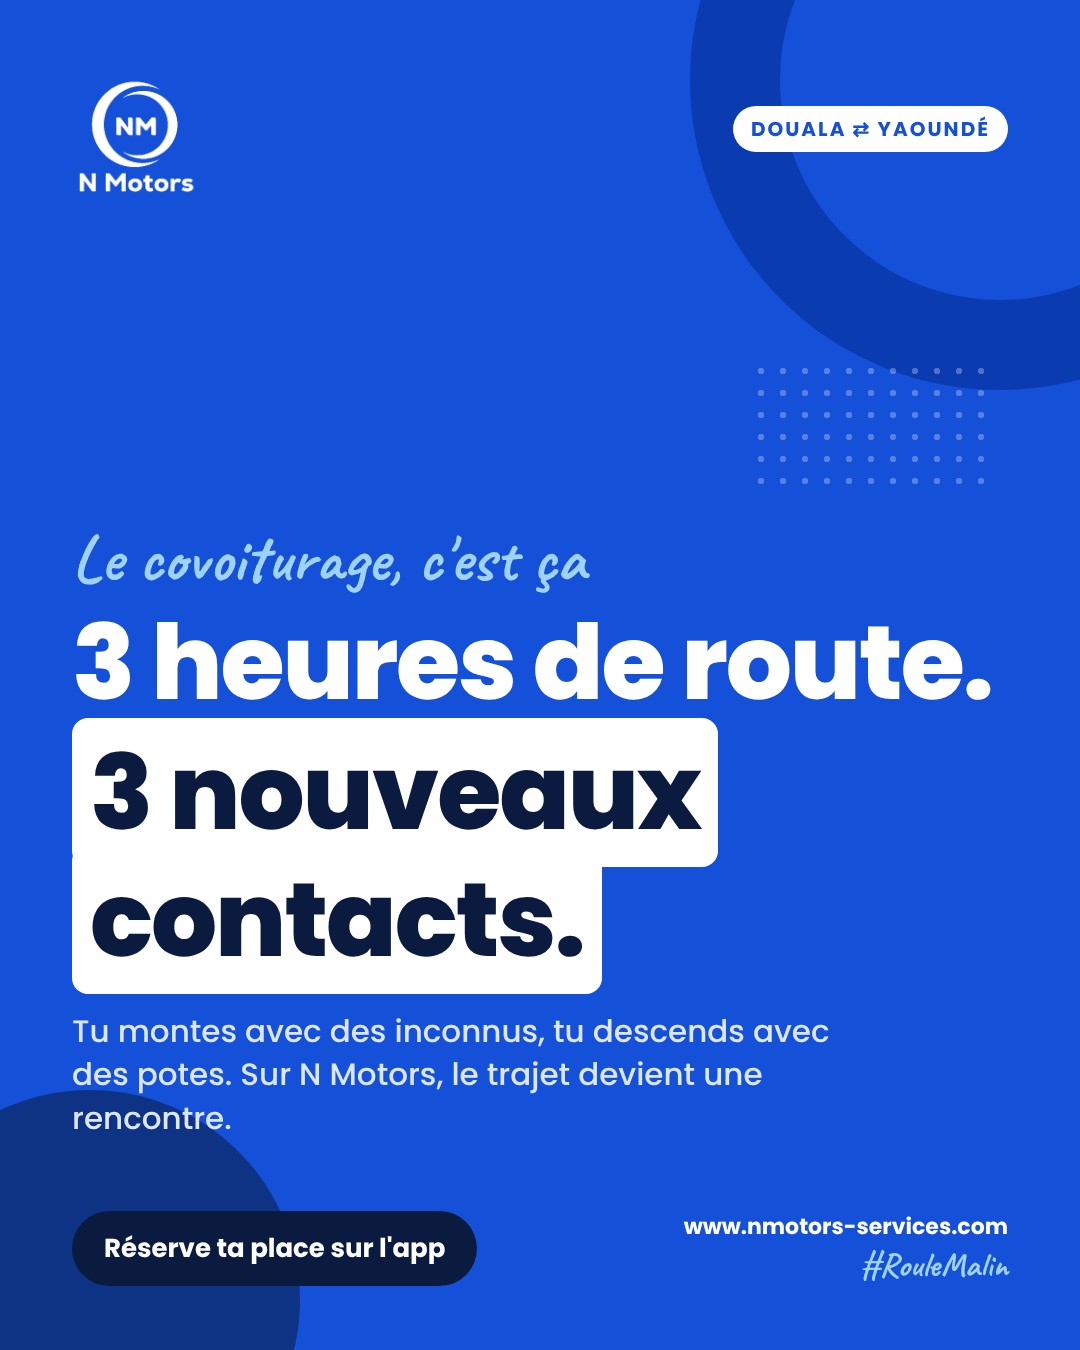 NM
N Motors
DOUALA ⇄ YAOUNDÉ
Le covoiturage, c'est ça
3 heures de route.
3 nouveaux
contacts.
Tu montes avec des inconnus, tu descends avec
des potes. Sur N Motors, le trajet devient une
rencontre.
Réserve ta place sur l'app
www.nmotors-services.com
#RouleMalin